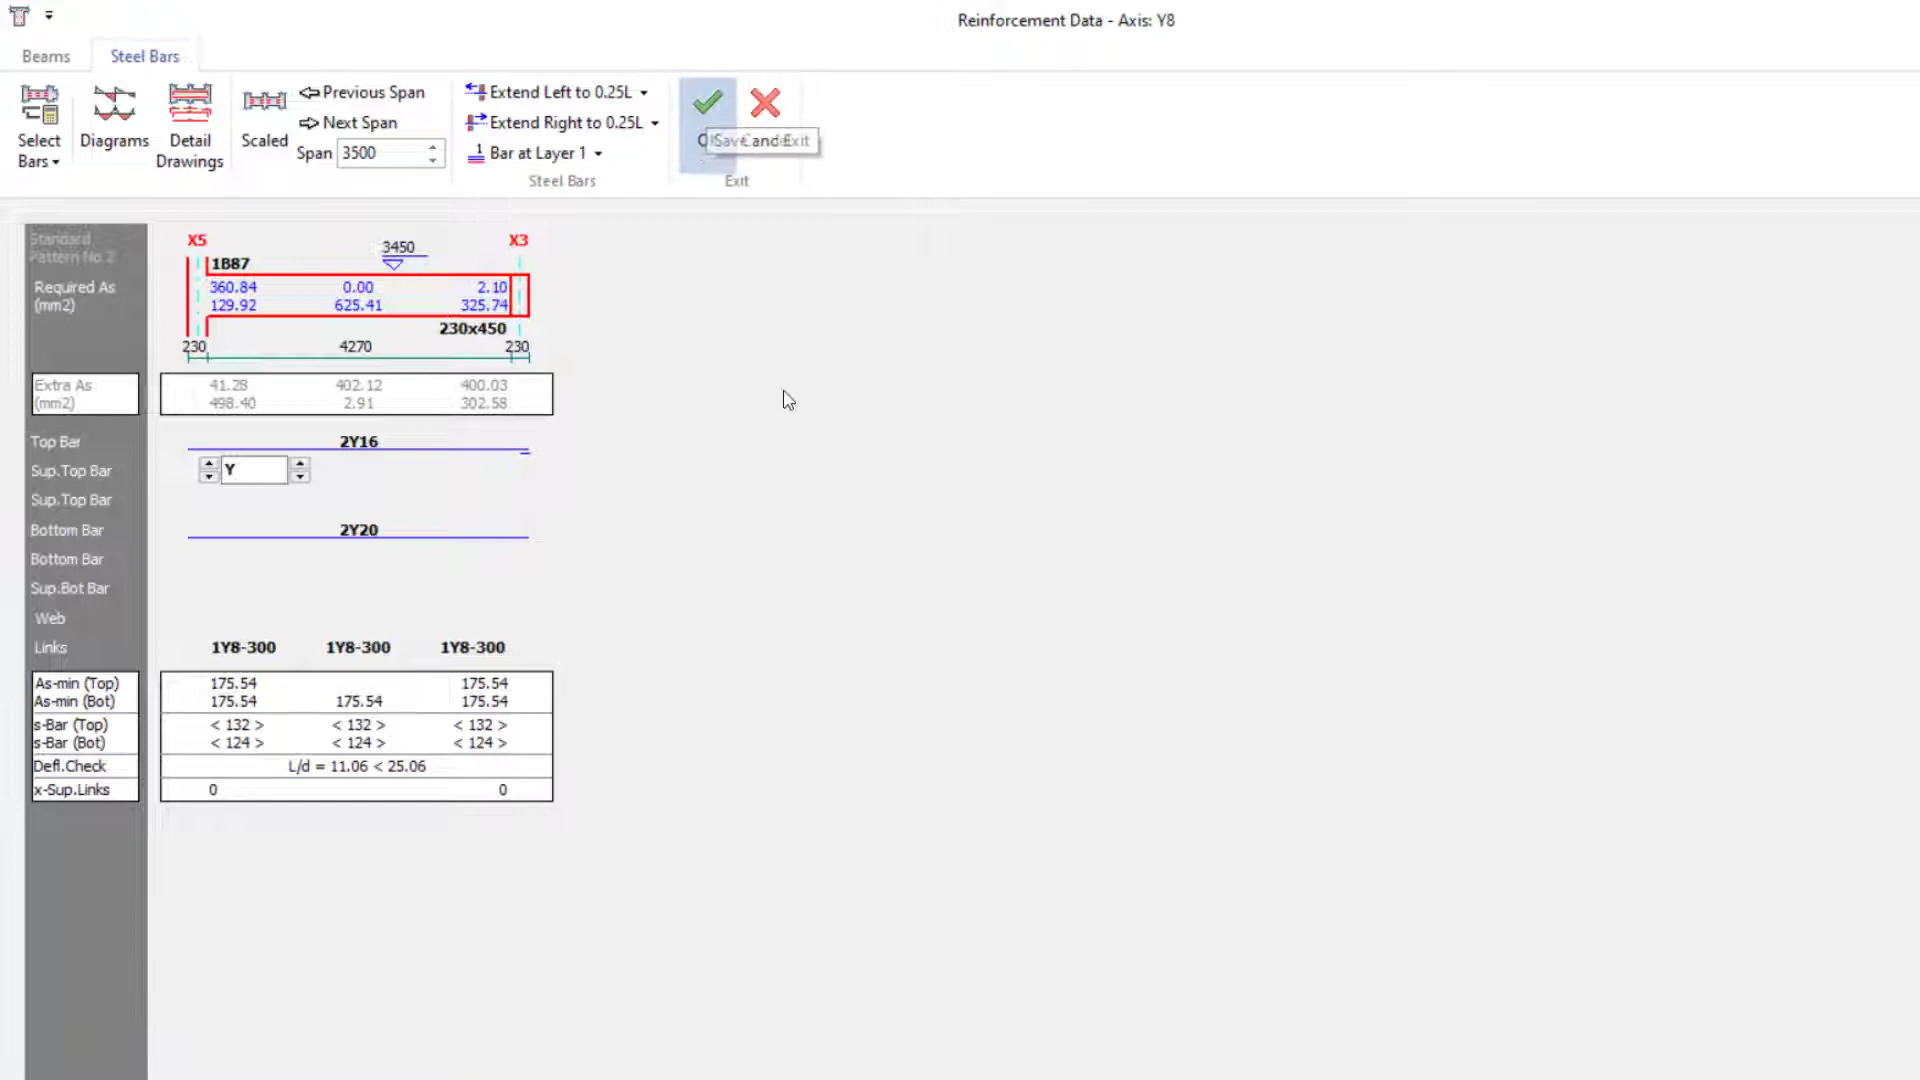 Reinforcement Data - Axis: Y8
Beams
Steel Bars
Select
Bars
Diagrams
Detail
Drawings
Scaled
Previous Span
Next Span
Span 3500
Extend Left to 0.25L
Extend Right to 0.25L
1 Bar at Layer 1
Steel Bars
Save and Exit
Exit
Standard
Pattern No 2
Required As
(mm2)
X5
X3
3450
1B87
360.84 0.00 2.10
129.92 625.41 325.74
230x450
230 4270 230
Extra As
(mm2)
41.28 402.12 400.03
498.40 2.91 302.58
Top Bar
2Y16
Sup.Top Bar
Y
Sup.Top Bar
Bottom Bar
2Y20
Bottom Bar
Sup.Bot Bar
Web
Links
1Y8-300 1Y8-300 1Y8-300
As-min (Top) 175.54 175.54
As-min (Bot) 175.54 175.54 175.54
s-Bar (Top) < 132 > < 132 > < 132 >
s-Bar (Bot) < 124 > < 124 > < 124 >
Defl.Check L/d = 11.06 < 25.06
x-Sup.Links 0 0